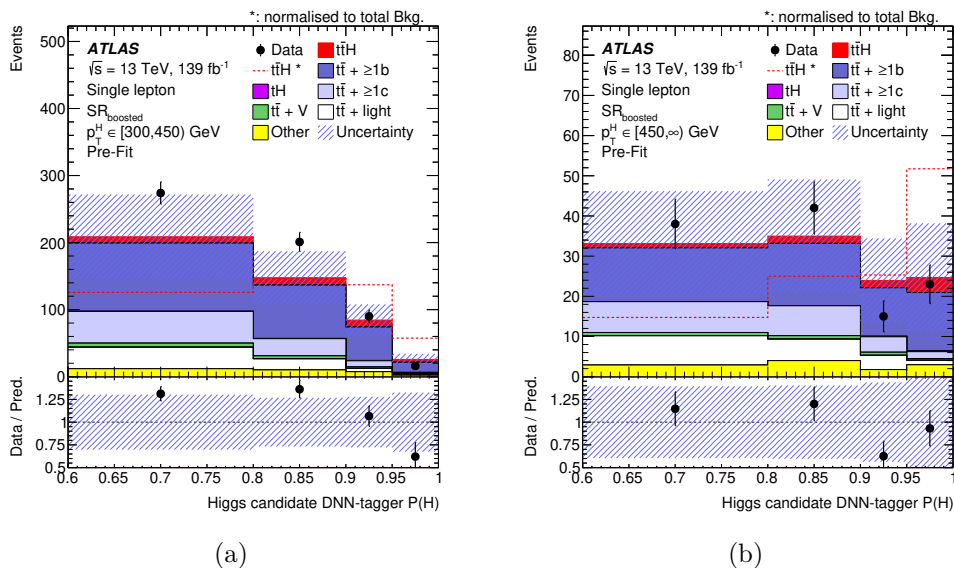 *: normalised to total Bkg.
Events
500
400
300
200
100
0
ATLAS
√s = 13 TeV, 139 fb⁻¹
Single lepton
SR_boosted
p_T^H ∈ [300,450) GeV
Pre-Fit
Data
tt̄H
tt̄H *
tt̄ + ≥1b
tH
tt̄ + ≥1c
tt̄ + V
tt̄ + light
Other
Uncertainty
Data / Pred.
1.25
1
0.75
0.5
0.6 0.65 0.7 0.75 0.8 0.85 0.9 0.95 1
Higgs candidate DNN-tagger P(H)
(a)
*: normalised to total Bkg.
Events
80
70
60
50
40
30
20
10
0
ATLAS
√s = 13 TeV, 139 fb⁻¹
Single lepton
SR_boosted
p_T^H ∈ [450,∞) GeV
Pre-Fit
Data
tt̄H
tt̄H *
tt̄ + ≥1b
tH
tt̄ + ≥1c
tt̄ + V
tt̄ + light
Other
Uncertainty
Data / Pred.
1.25
1
0.75
0.5
0.6 0.65 0.7 0.75 0.8 0.85 0.9 0.95 1
Higgs candidate DNN-tagger P(H)
(b)